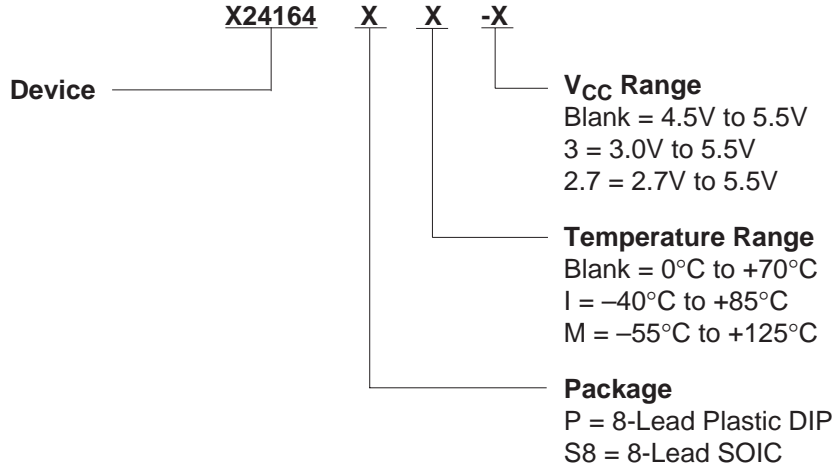 X24164 X X -X
Device
VCC Range
Blank = 4.5V to 5.5V
3 = 3.0V to 5.5V
2.7 = 2.7V to 5.5V
Temperature Range
Blank = 0°C to +70°C
I = –40°C to +85°C
M = –55°C to +125°C
Package
P = 8-Lead Plastic DIP
S8 = 8-Lead SOIC